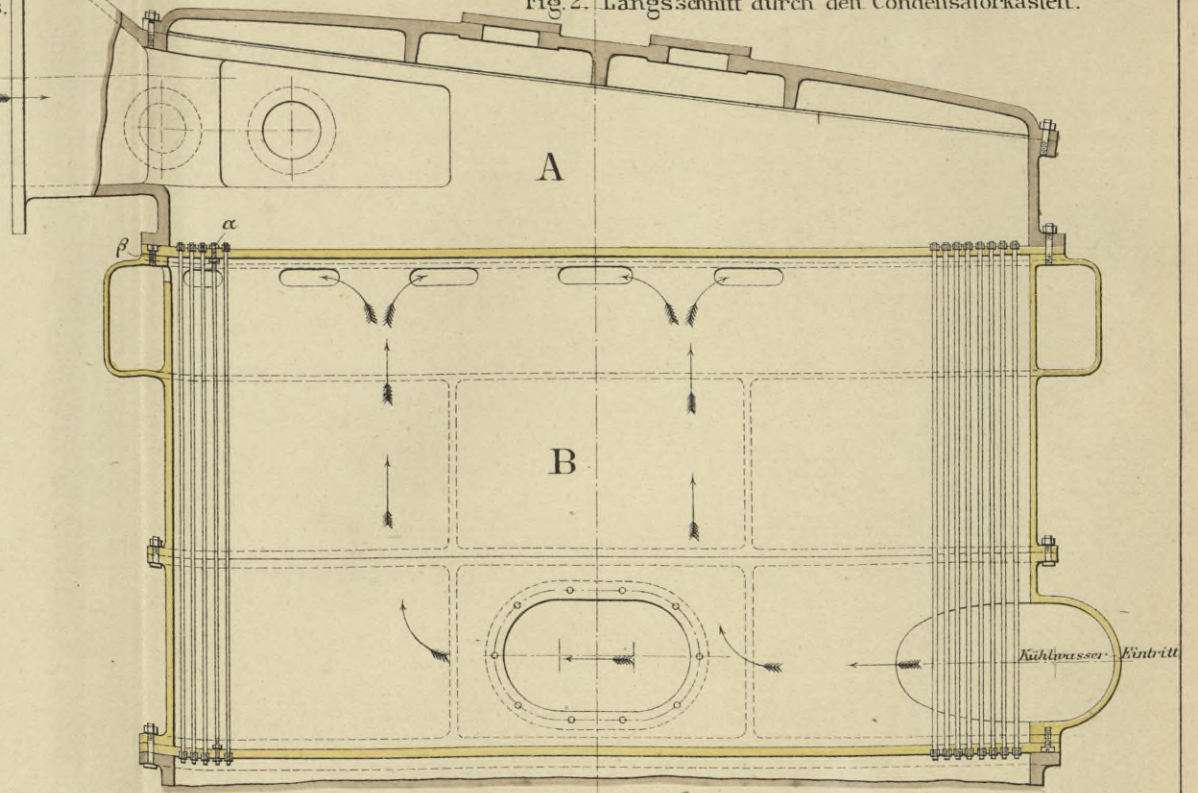 Fig. 2. Längsschnitt durch den Condensatorkasten.
A
α
β
B
Kühlwasser-Eintritt